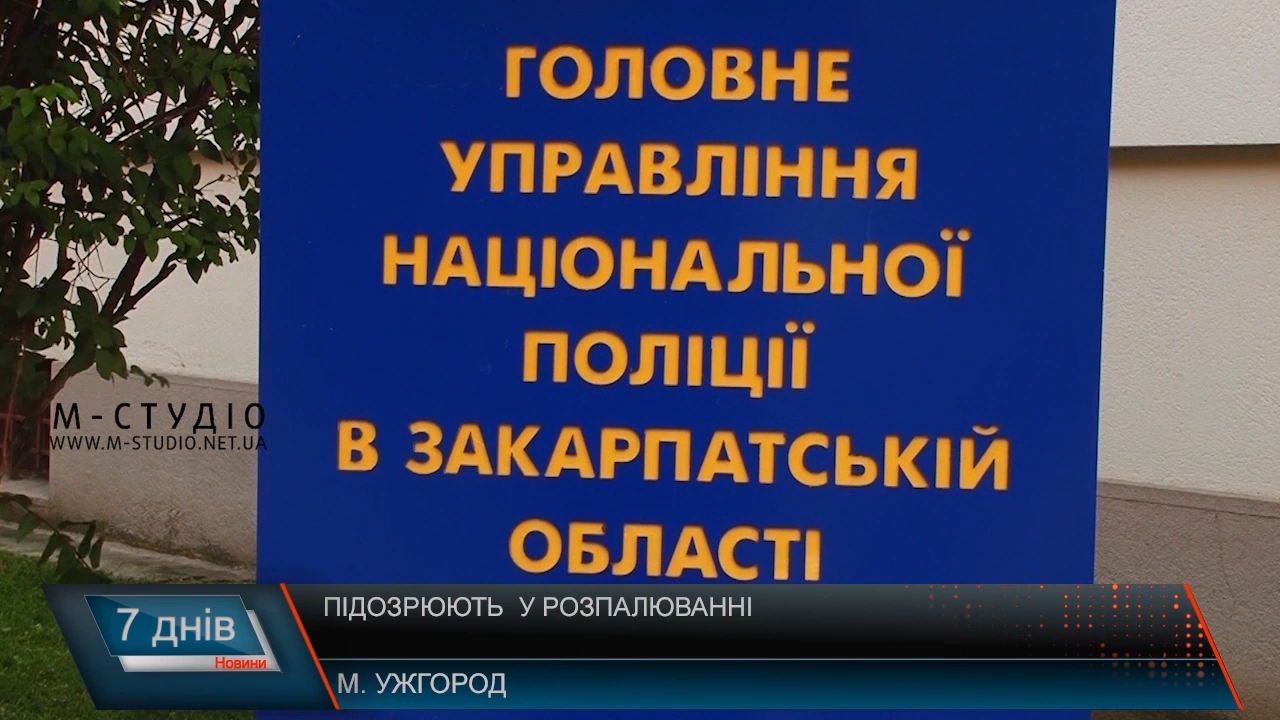 ГОЛОВНЕ
УПРАВЛІННЯ
НАЦІОНАЛЬНОЇ
ПОЛІЦІЇ
В ЗАКАРПАТСЬКІЙ
ОБЛАСТІ
М-СТУДІО
WWW.M-STUDIO.NET.UA
7 днів
Новини
ПІДОЗРЮЮТЬ У РОЗПАЛЮВАННІ
М. УЖГОРОД